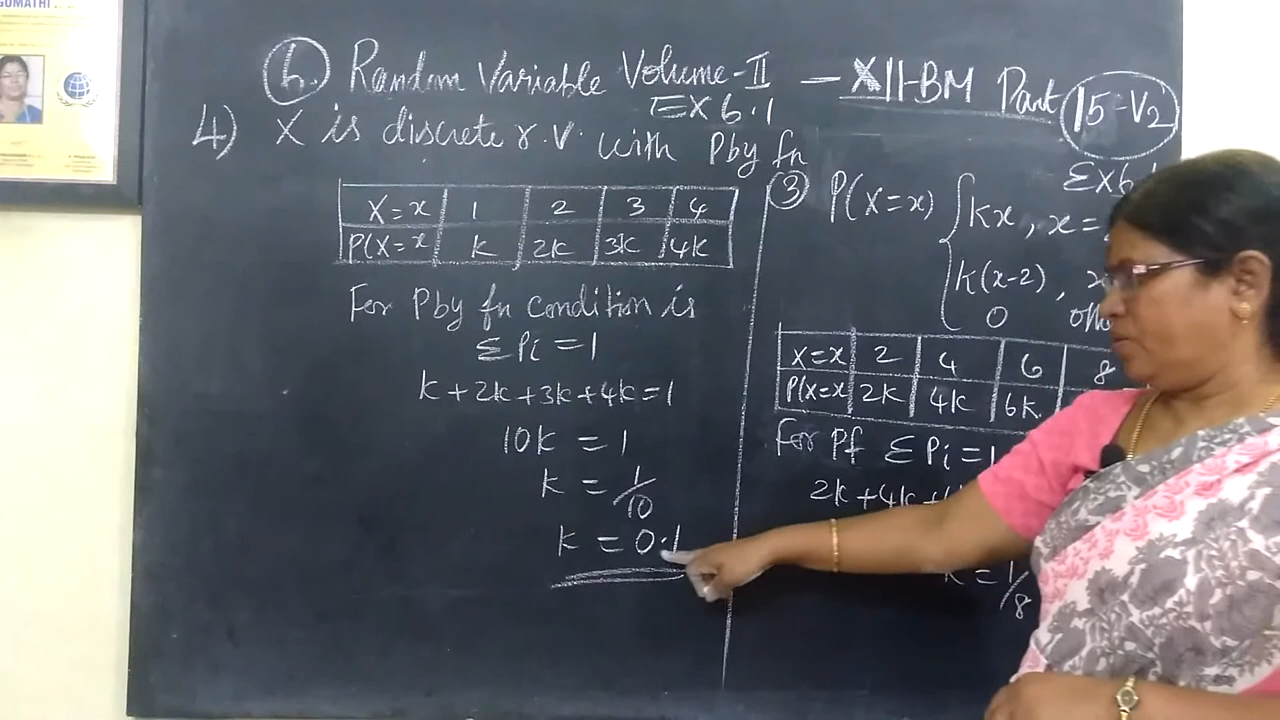 GOMATHI
6. Random Variable Volume-II — XII-BM Part 15-V2
EX 6.1
4) X is discrete r.v. with Pby fn
X=x 1 2 3 4
P(X=x k 2k 3k 4k
For Pby fn condition is
ΣPi = 1
k+2k+3k+4k=1
10k = 1
k = 1/10
k = 0.1
EX6.
3 P(X=x) { kx, x=
k(x-2),
0
X=x 2 4 6 8
P(X=x 2k 4k 6k
For Pf ΣPi = 1
2k+4k+
k = 1/8